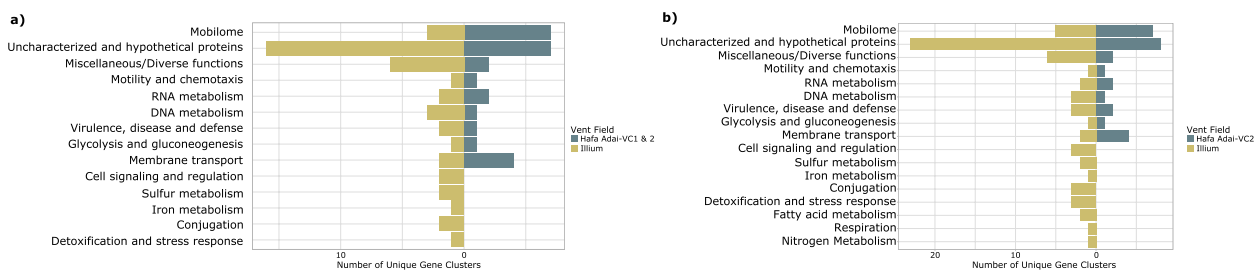 a)
Mobilome
Uncharacterized and hypothetical proteins
Miscellaneous/Diverse functions
Motility and chemotaxis
RNA metabolism
DNA metabolism
Virulence, disease and defense
Glycolysis and gluconeogenesis
Membrane transport
Cell signaling and regulation
Sulfur metabolism
Iron metabolism
Conjugation
Detoxification and stress response
10
0
Number of Unique Gene Clusters
Vent Field
Hafa Adai-VC1 & 2
Illium
b)
Mobilome
Uncharacterized and hypothetical proteins
Miscellaneous/Diverse functions
Motility and chemotaxis
RNA metabolism
DNA metabolism
Virulence, disease and defense
Glycolysis and gluconeogenesis
Membrane transport
Cell signaling and regulation
Sulfur metabolism
Iron metabolism
Conjugation
Detoxification and stress response
Fatty acid metabolism
Respiration
Nitrogen Metabolism
20
10
0
Number of Unique Gene Clusters
Vent Field
Hafa Adai-VC2
Illium